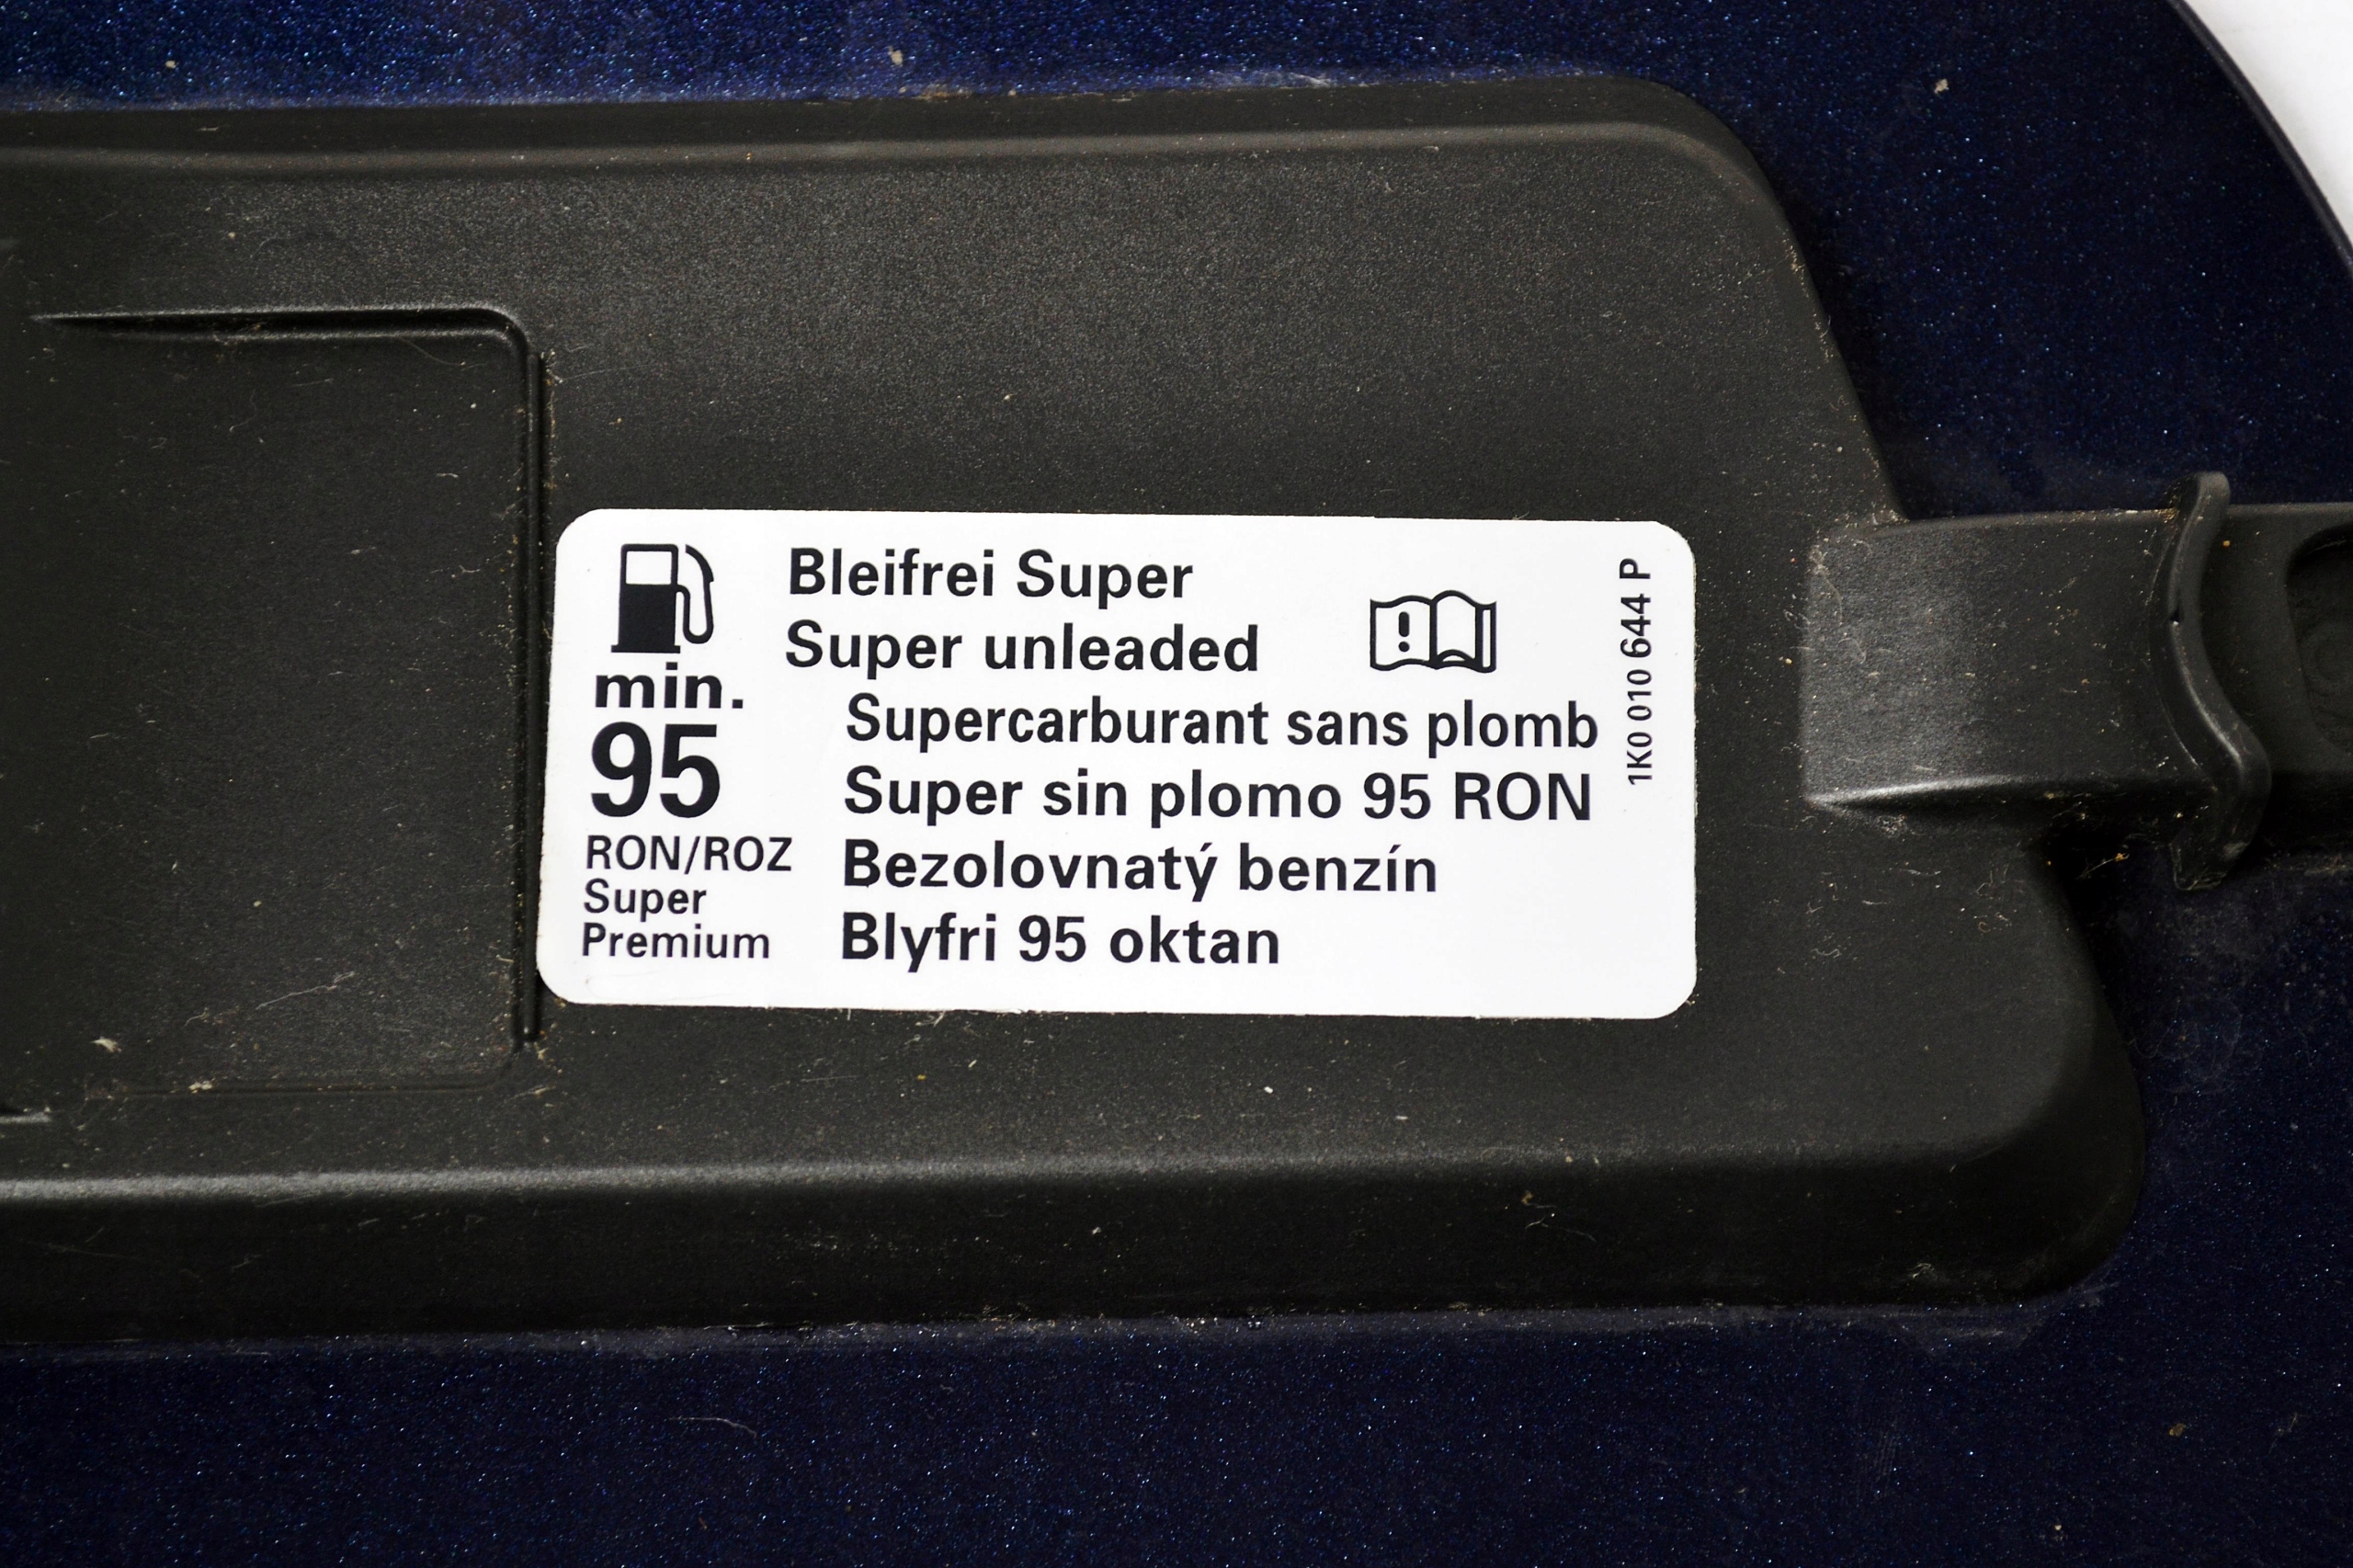 min.
95
RON/ROZ
Super
Premium
Bleifrei Super
Super unleaded
Supercarburant sans plomb
Super sin plomo 95 RON
Bezolovnatý benzín
Blyfri 95 oktan
1K0 010 644 P